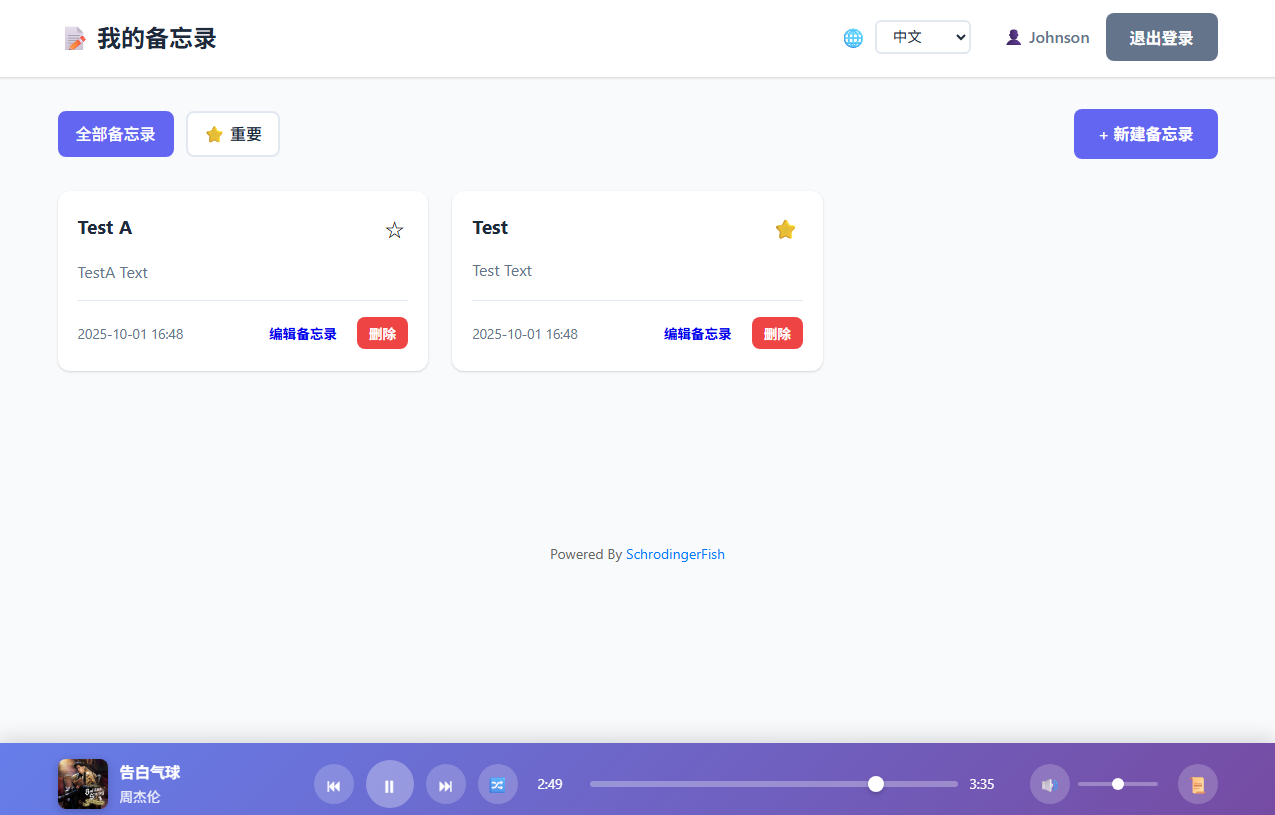 我的备忘录
中文
Johnson
退出登录
全部备忘录
重要
+ 新建备忘录
Test A
TestA Text
2025-10-01 16:48
编辑备忘录
删除
Test
Test Text
2025-10-01 16:48
编辑备忘录
删除
Powered By SchrodingerFish
告白气球
周杰伦
2:49
3:35